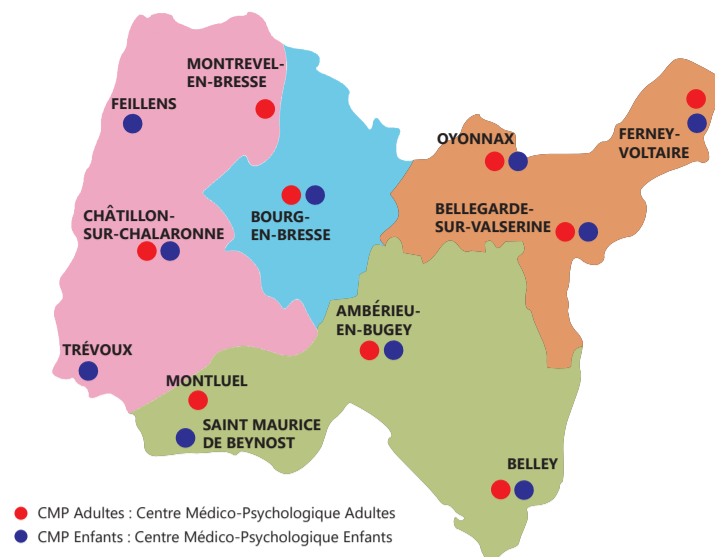 MONTREVEL-
EN-BRESSE
FEILLENS
OYONNAX
FERNEY-
VOLTAIRE
CHÂTILLON-
SUR-CHALARONNE
BOURG-
EN-BRESSE
BELLEGARDE-
SUR-VALSERINE
AMBÉRIEU-
EN-BUGEY
TRÉVOUX
MONTLUEL
SAINT MAURICE
DE BEYNOST
BELLEY
CMP Adultes : Centre Médico-Psychologique Adultes
CMP Enfants : Centre Médico-Psychologique Enfants